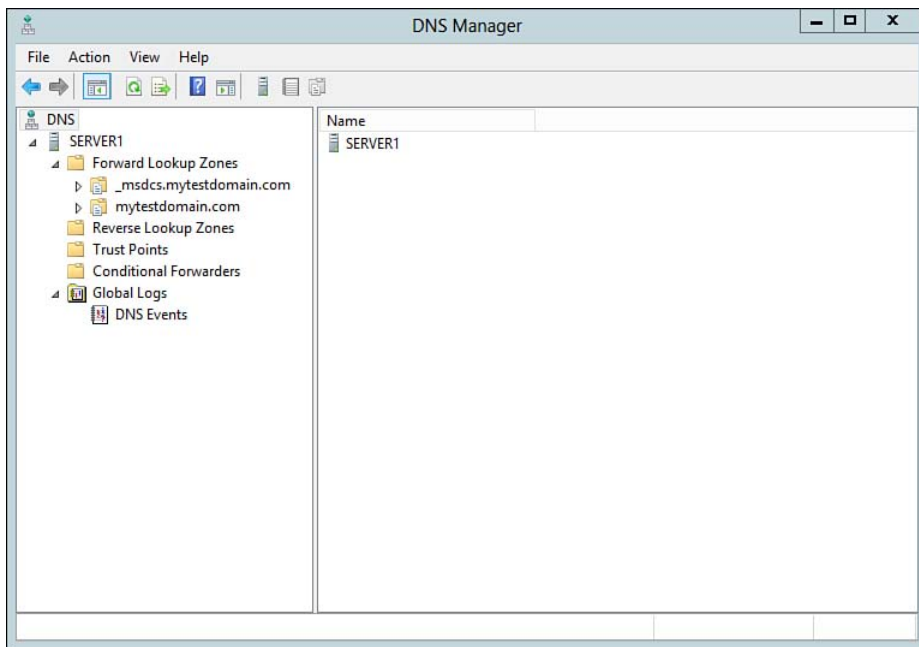 DNS Manager
File Action View Help
DNS
SERVER1
Forward Lookup Zones
_msdcs.mytestdomain.com
mytestdomain.com
Reverse Lookup Zones
Trust Points
Conditional Forwarders
Global Logs
DNS Events
Name
SERVER1